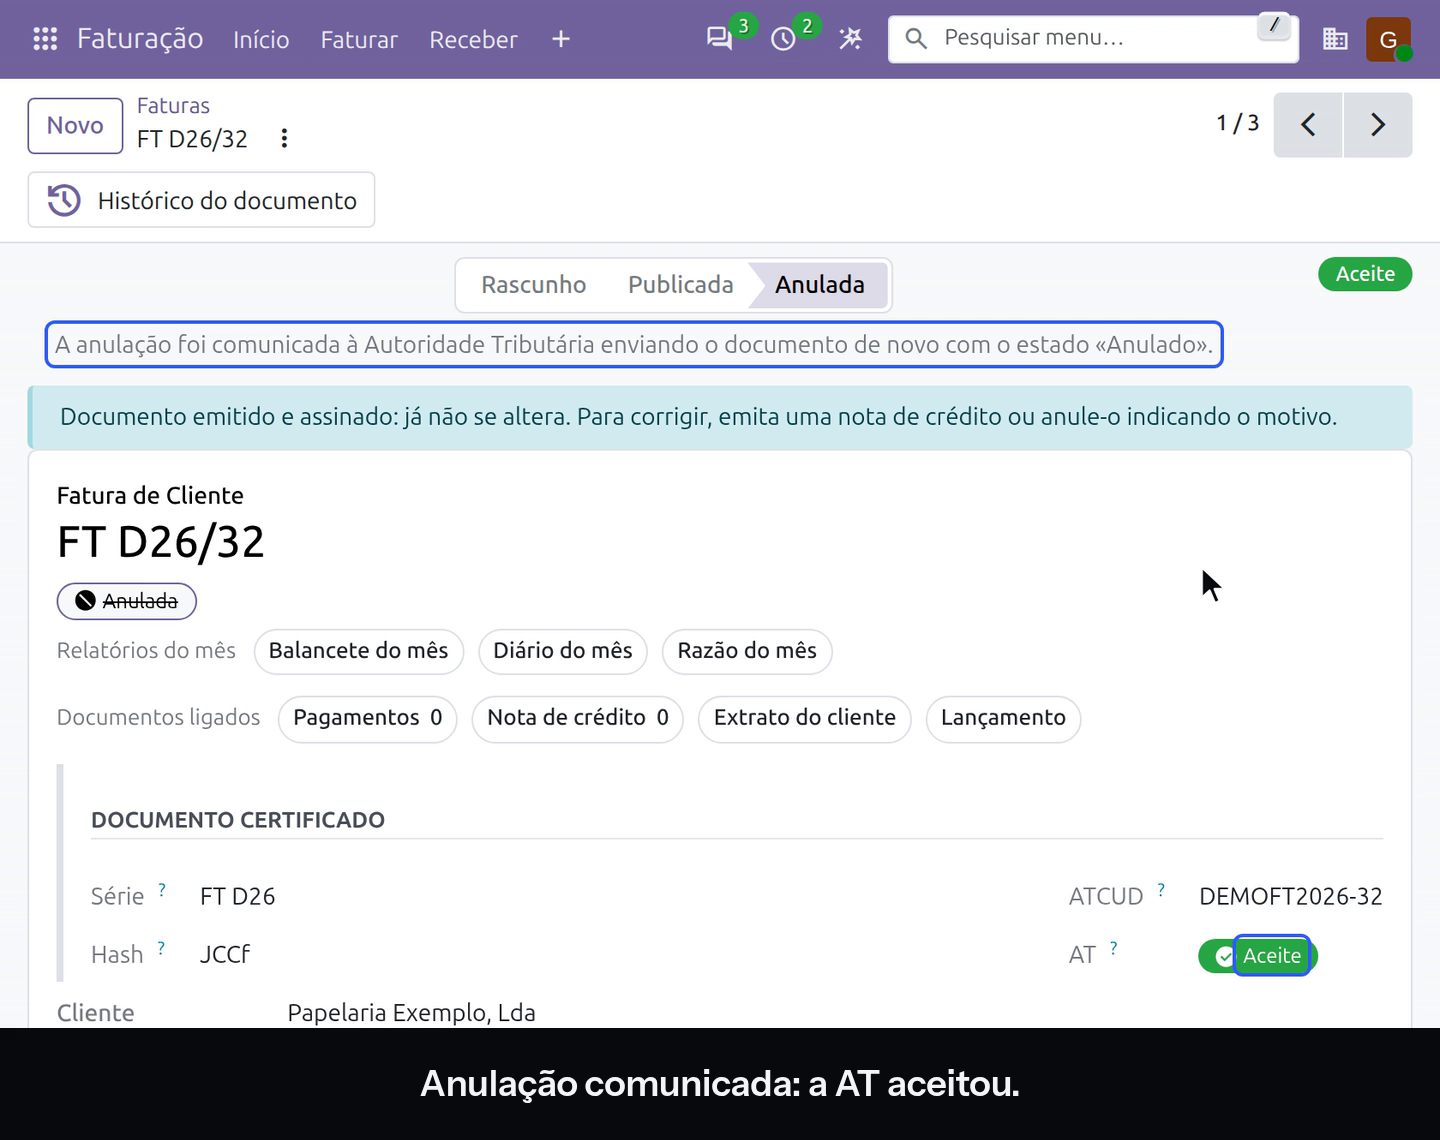 Faturação Início Faturar Receber + 3 2 Pesquisar menu... / G
Novo Faturas
FT D26/32
1 / 3
Histórico do documento
Rascunho Publicada Anulada Aceite
A anulação foi comunicada à Autoridade Tributária enviando o documento de novo com o estado «Anulado».
Documento emitido e assinado: já não se altera. Para corrigir, emita uma nota de crédito ou anule-o indicando o motivo.
Fatura de Cliente
FT D26/32
Anulada
Relatórios do mês Balancete do mês Diário do mês Razão do mês
Documentos ligados Pagamentos 0 Nota de crédito 0 Extrato do cliente Lançamento
DOCUMENTO CERTIFICADO
Série ? FT D26 ATCUD ? DEMOFT2026-32
Hash ? JCCf AT ? Aceite
Cliente Papelaria Exemplo, Lda
Anulação comunicada: a AT aceitou.